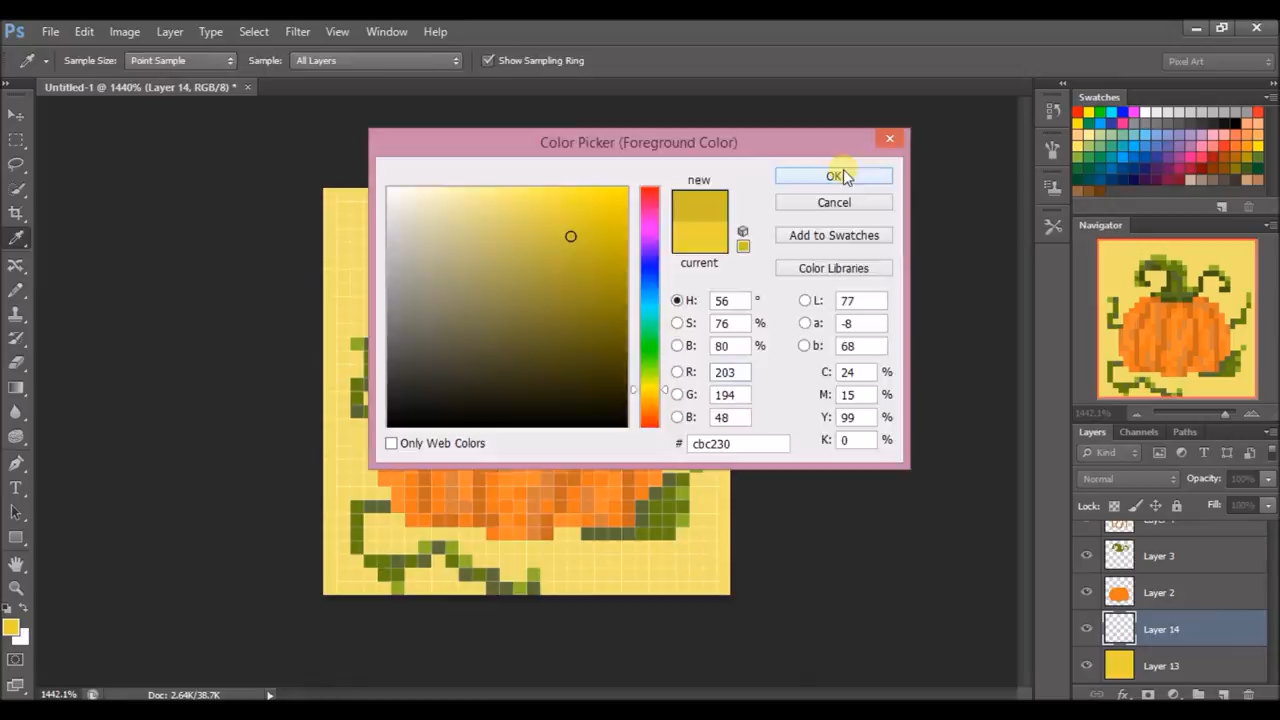 Ps File Edit Image Layer Type Select Filter View Window Help
Sample Size: Point Sample Sample: All Layers Show Sampling Ring Pixel Art
Untitled-1 @ 1440% (Layer 14, RGB/8) * ×
Swatches
Color Picker (Foreground Color)
new
current
OK
Cancel
Add to Swatches
Color Libraries
H: 56 ° L: 77
S: 76 % a: -8
B: 80 % b: 68
R: 203 C: 24 %
G: 194 M: 15 %
B: 48 Y: 99 %
# cbc230 K: 0 %
Only Web Colors
Navigator
1442.1%
Layers Channels Paths
Kind
Normal Opacity: 100%
Lock: Fill: 100%
Layer 3
Layer 2
Layer 14
Layer 13
T
1442.1% Doc: 2.64K/38.7K